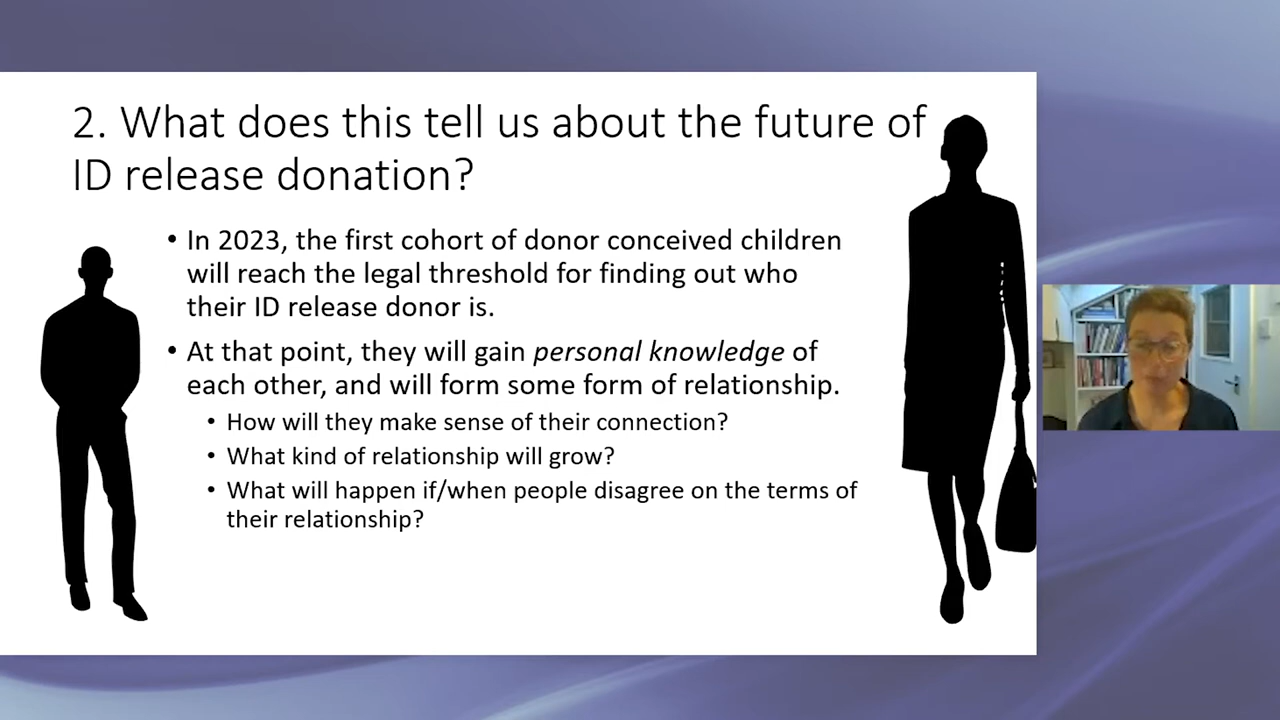 2. What does this tell us about the future of
ID release donation?
• In 2023, the first cohort of donor conceived children
will reach the legal threshold for finding out who
their ID release donor is.
• At that point, they will gain personal knowledge of
each other, and will form some form of relationship.
• How will they make sense of their connection?
• What kind of relationship will grow?
• What will happen if/when people disagree on the terms of
their relationship?